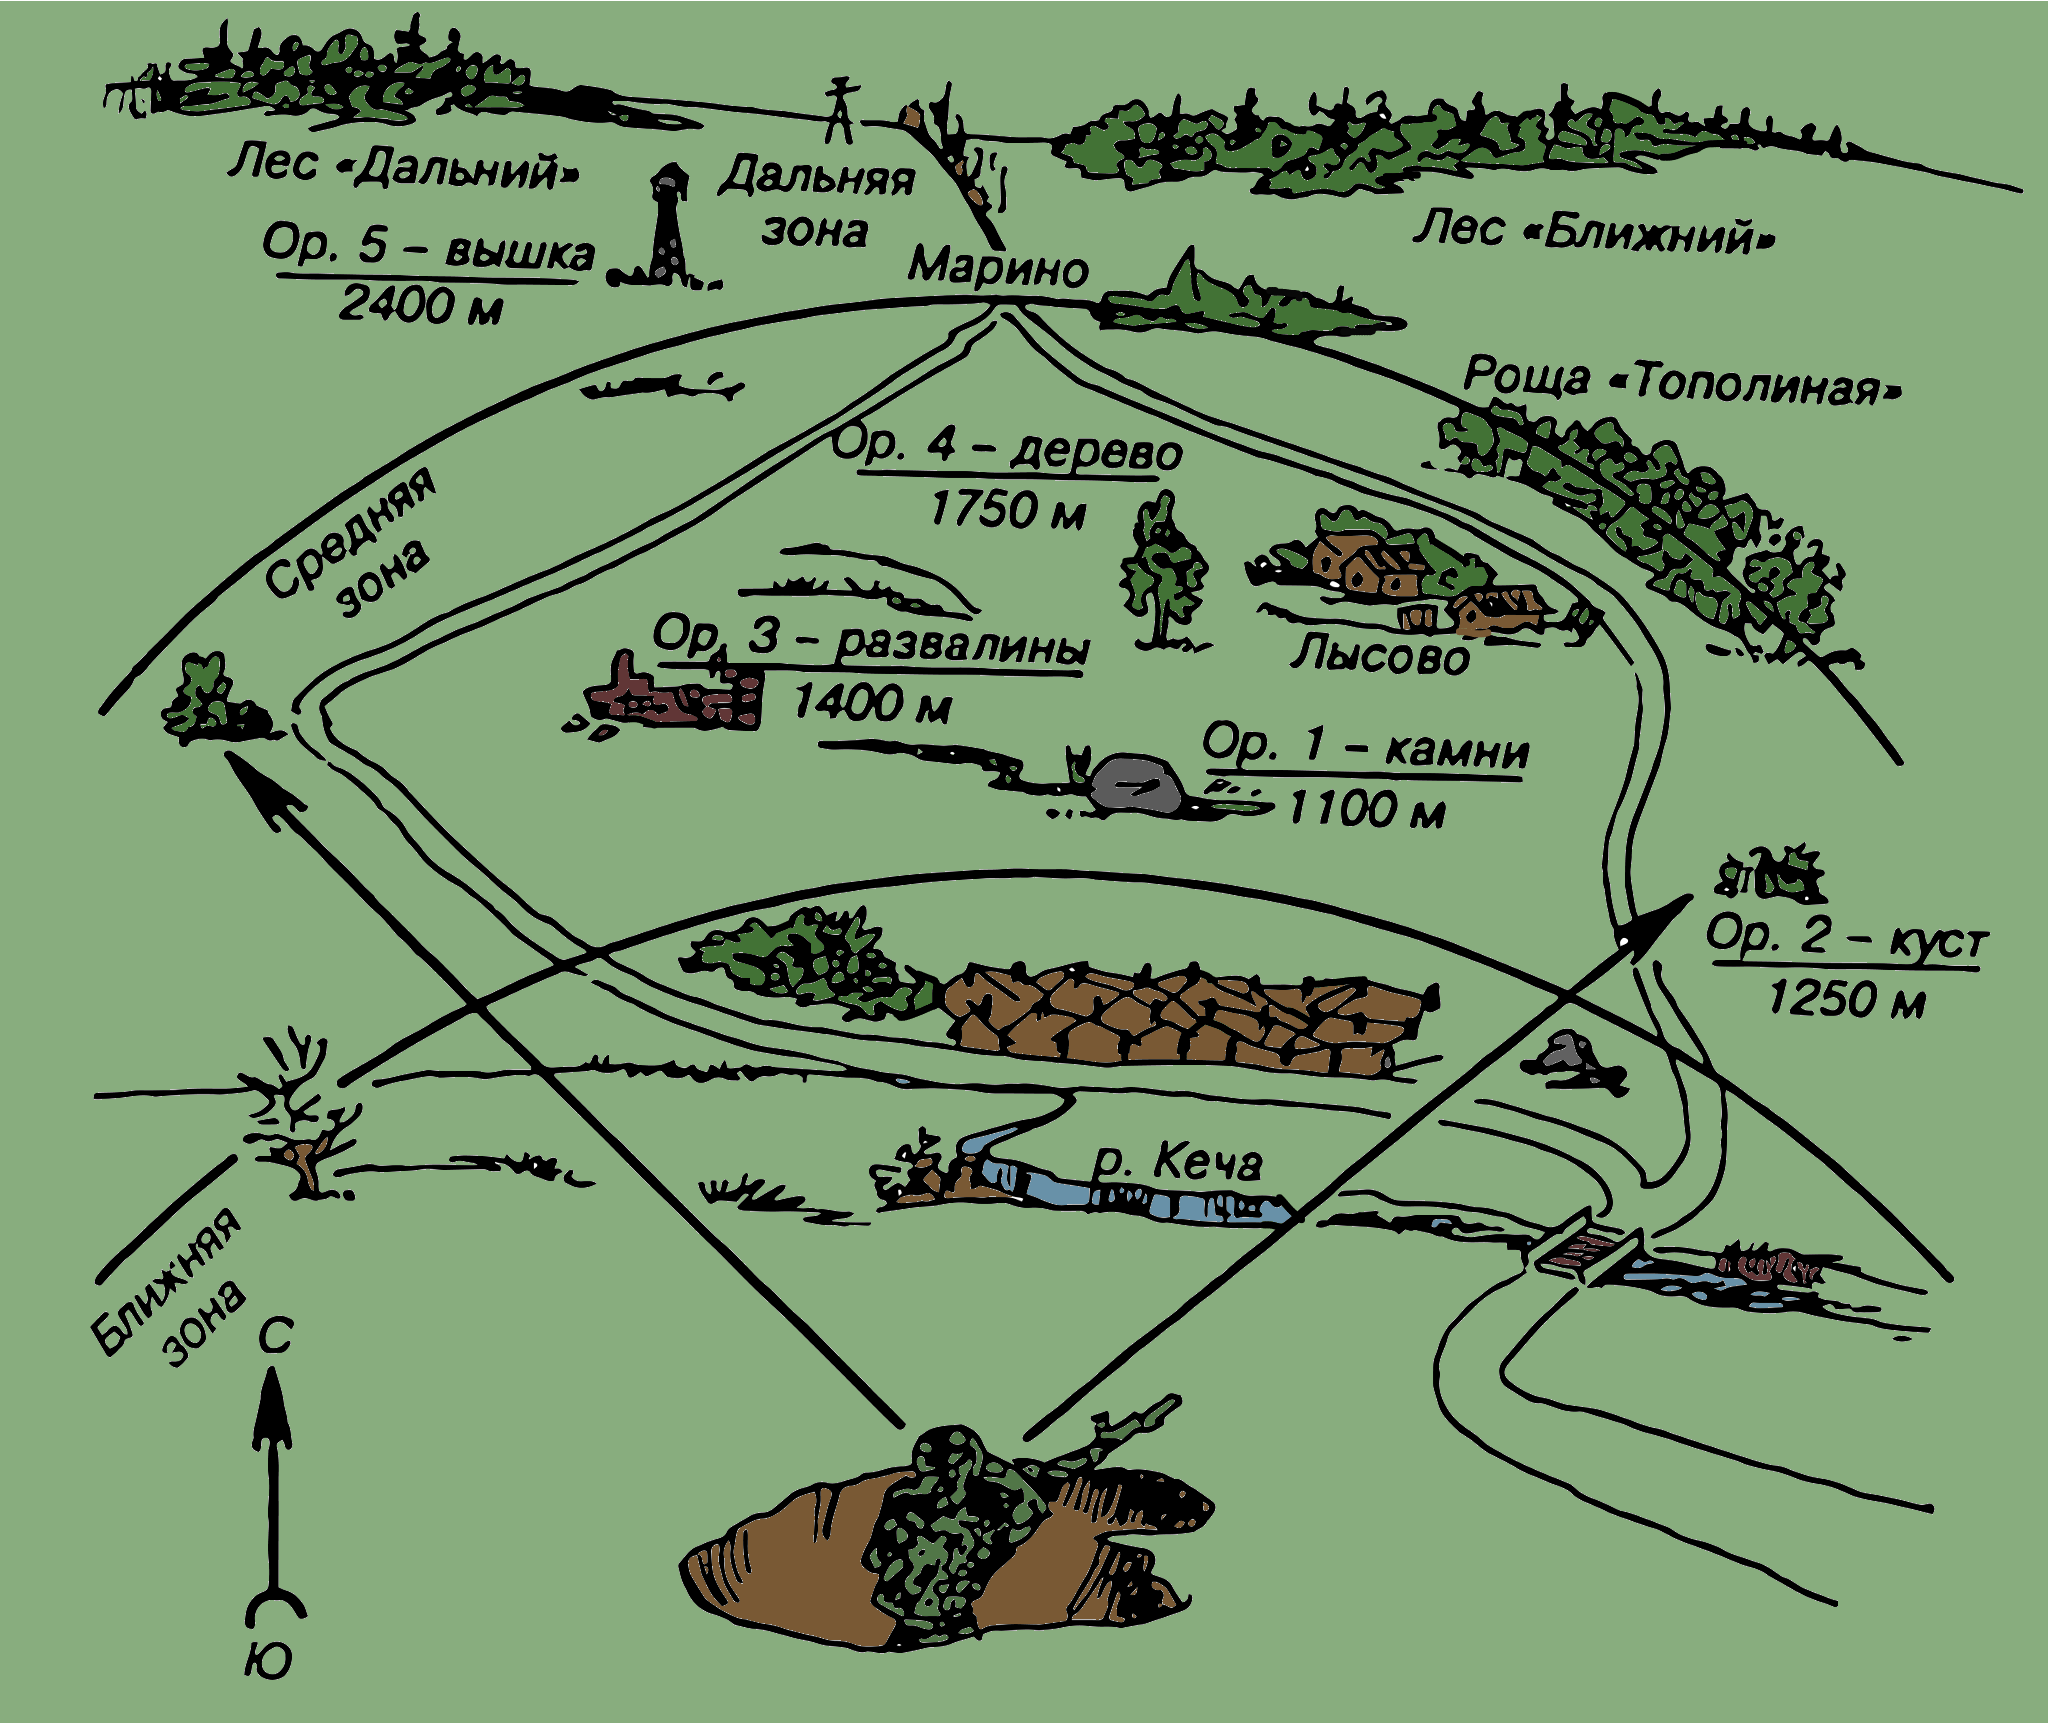 Лес «Дальний»
Дальняя
зона
Лес «Ближний»
Ор. 5 – вышка
2400 м
Марино
Роща «Тополиная»
Ор. 4 – дерево
1750 м
Средняя
зона
Ор. 3 – развалины
1400 м
Лысово
Ор. 1 – камни
1100 м
Ор. 2 – куст
1250 м
р. Кеча
Ближняя
зона
С
Ю